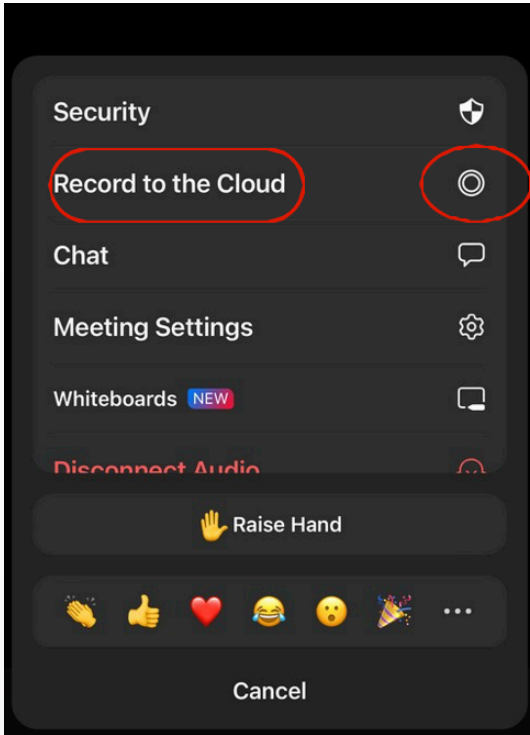 Security
Record to the Cloud
Chat
Meeting Settings
Whiteboards NEW
Disconnect Audio
Raise Hand
Cancel